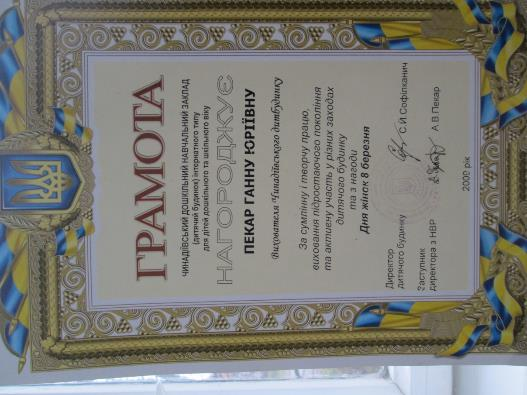 ГРАМОТА
ЧИНАДІЇВСЬКИЙ ДОШКІЛЬНИЙ НАВЧАЛЬНИЙ ЗАКЛАД
(дитячий будинок) інтернатного типу
для дітей дошкільного та шкільного віку
НАГОРОДЖУЄ
ПЕКАР ГАННУ ЮРІЇВНУ
Вихователя Чинадіївського дитбудинку
За сумлінну і творчу працю,
виховання підростаючого покоління
та активну участь у різних заходах
дитячого будинку
та з нагоди
Дня жінок 8 березня
Директор
дитячого будинку С.Й.Софілканич
Заступник
директора з НВР А.В.Пекар
2009 рік